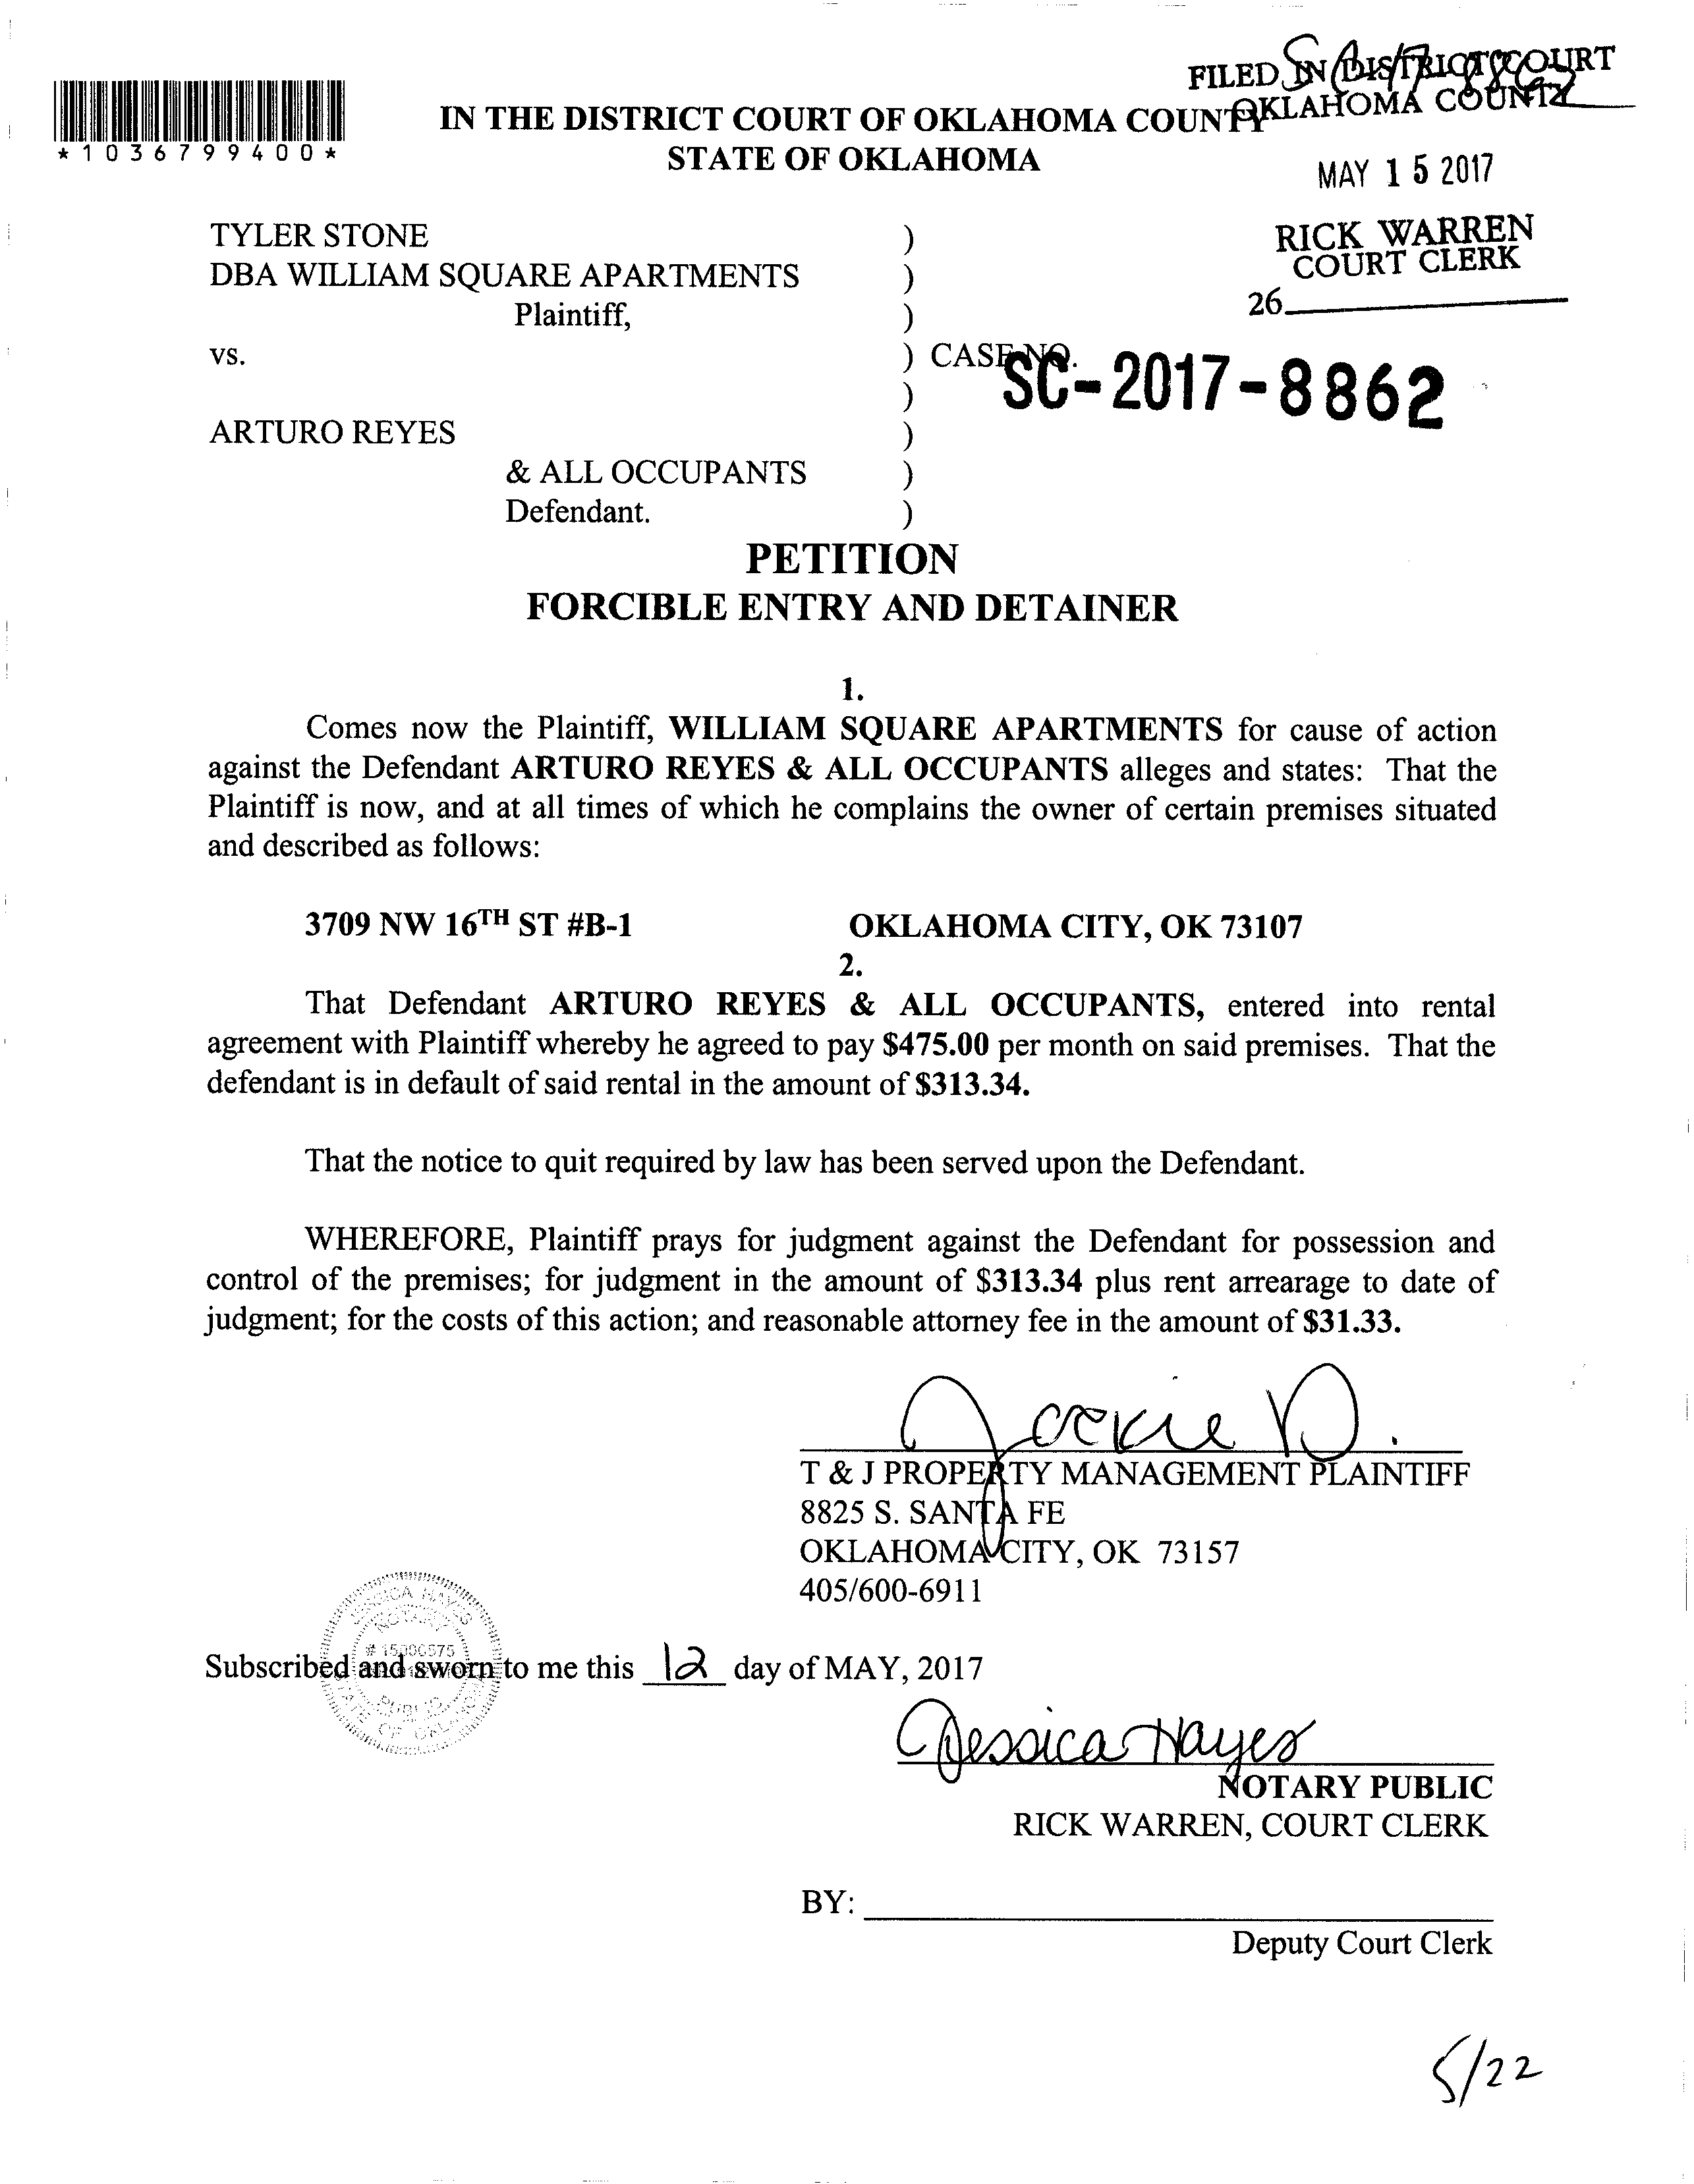 FILED IN DISTRICT COURT
OKLAHOMA COUNTY
*1036799400*
IN THE DISTRICT COURT OF OKLAHOMA COUNTY
STATE OF OKLAHOMA
MAY 15 2017
RICK WARREN
COURT CLERK
26
TYLER STONE )
DBA WILLIAM SQUARE APARTMENTS )
Plaintiff, )
vs. ) CASE NO.
SC-2017-8862
)
ARTURO REYES )
& ALL OCCUPANTS )
Defendant. )
PETITION
FORCIBLE ENTRY AND DETAINER
1.
Comes now the Plaintiff, WILLIAM SQUARE APARTMENTS for cause of action
against the Defendant ARTURO REYES & ALL OCCUPANTS alleges and states: That the
Plaintiff is now, and at all times of which he complains the owner of certain premises situated
and described as follows:
3709 NW 16TH ST #B-1 OKLAHOMA CITY, OK 73107
2.
That Defendant ARTURO REYES & ALL OCCUPANTS, entered into rental
agreement with Plaintiff whereby he agreed to pay $475.00 per month on said premises. That the
defendant is in default of said rental in the amount of $313.34.
That the notice to quit required by law has been served upon the Defendant.
WHEREFORE, Plaintiff prays for judgment against the Defendant for possession and
control of the premises; for judgment in the amount of $313.34 plus rent arrearage to date of
judgment; for the costs of this action; and reasonable attorney fee in the amount of $31.33.
Jackie D.
T & J PROPERTY MANAGEMENT PLAINTIFF
8825 S. SANTA FE
OKLAHOMA CITY, OK 73157
405/600-6911
JESSICA HAYES
NOTARY
PUBLIC
STATE OF OKLAHOMA
Subscribed and sworn to me this 12 day of MAY, 2017
Jessica Hayes
NOTARY PUBLIC
RICK WARREN, COURT CLERK
BY:
Deputy Court Clerk
5/22